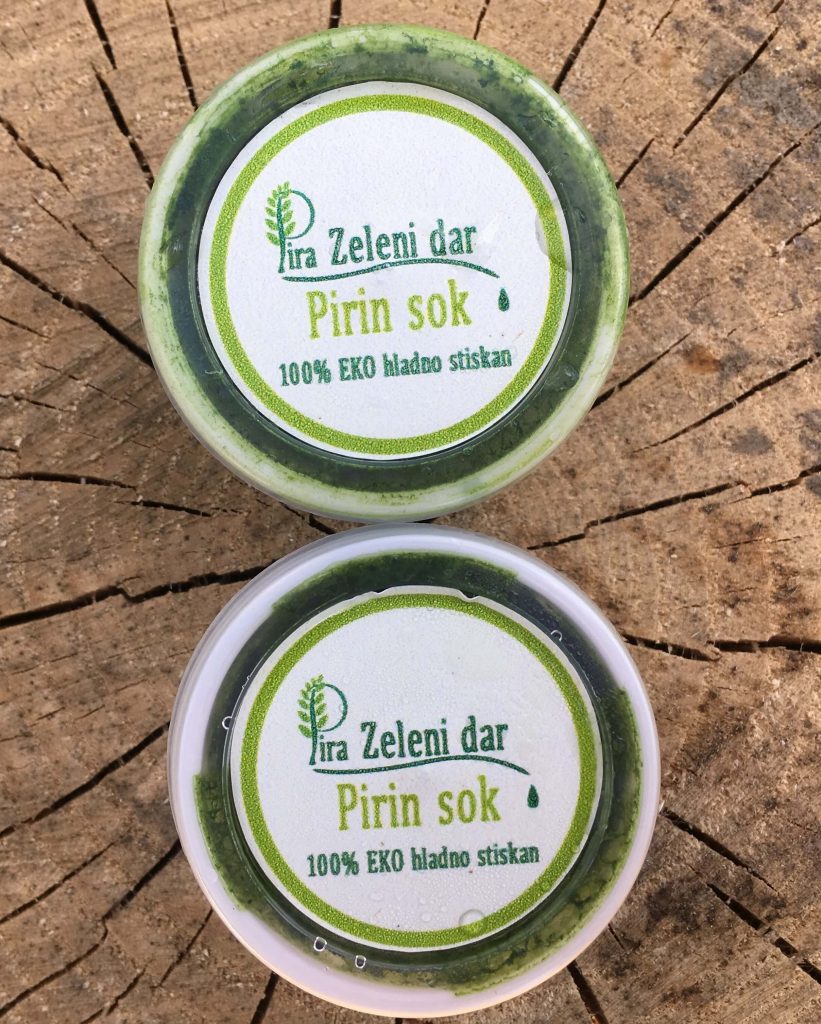 Pira Zeleni dar
Pirin sok
100% EKO hladno stiskan
Pira Zeleni dar
Pirin sok
100% EKO hladno stiskan